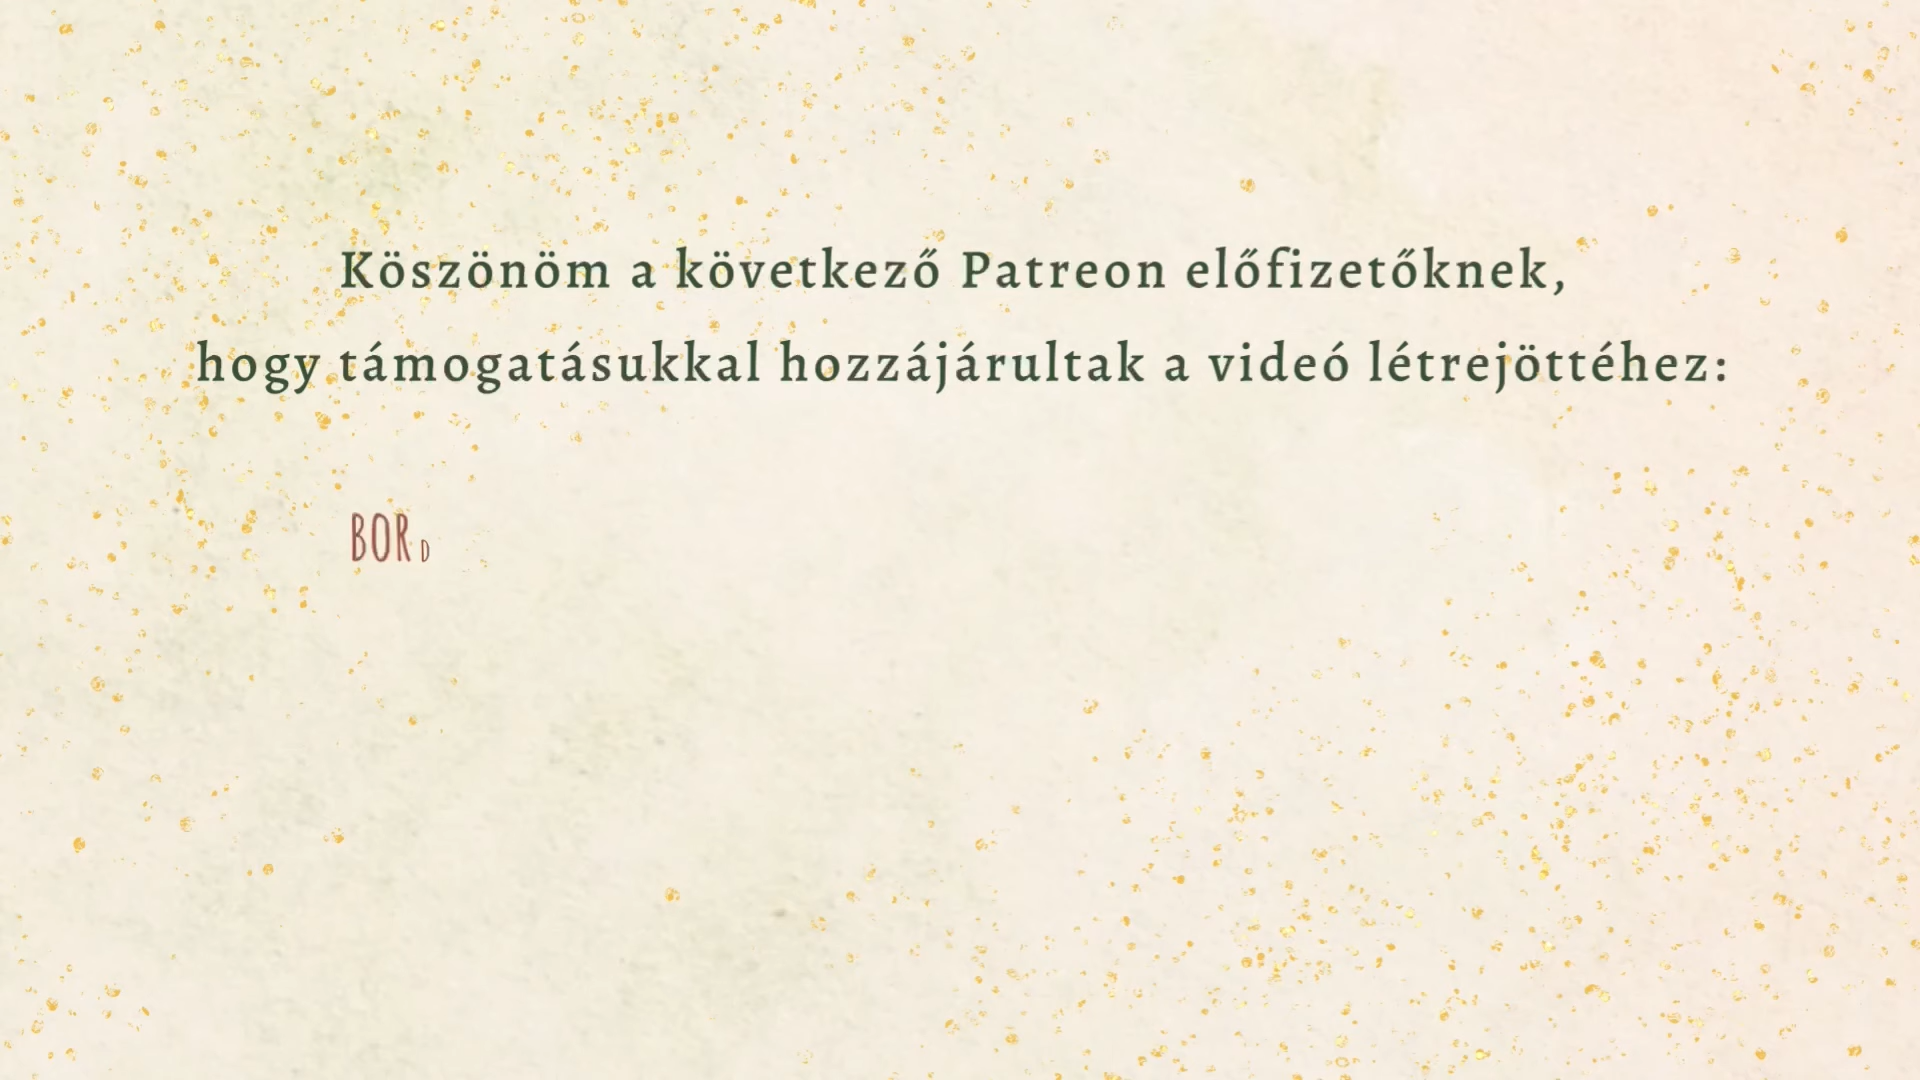 Köszönöm a következő Patreon előfizetőknek,
hogy támogatásukkal hozzájárultak a videó létrejöttéhez:
BORD